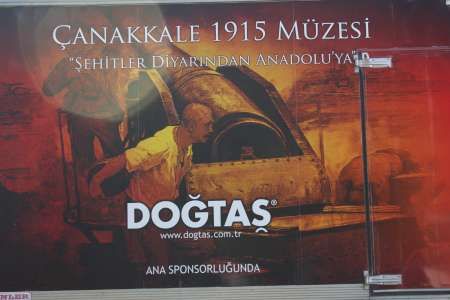 ÇANAKKALE 1915 MÜZESİ
"ŞEHİTLER DİYARINDAN ANADOLU'YA"
DOĞTAŞ®
www.dogtas.com.tr
ANA SPONSORLUĞUNDA